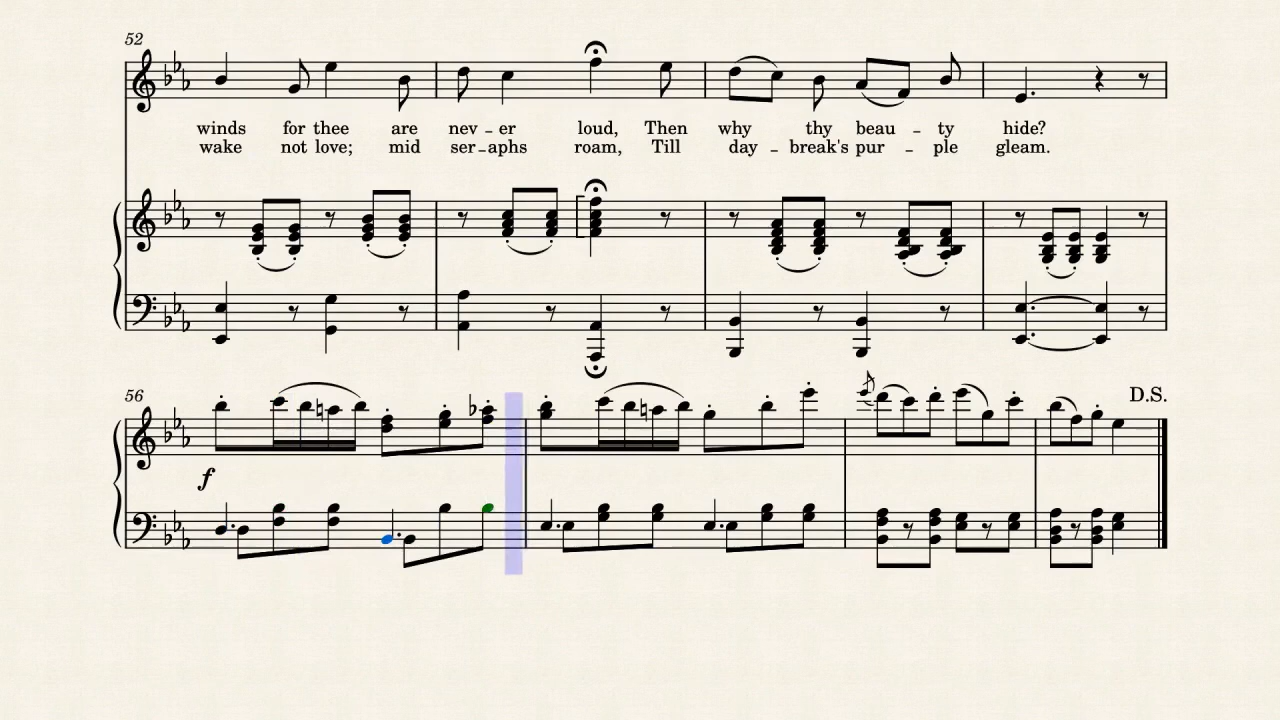 52
winds for thee are nev - er loud, Then why thy beau - ty hide?
wake not love; mid ser - aphs roam, Till day - break's pur - ple gleam.
56
D.S.
f